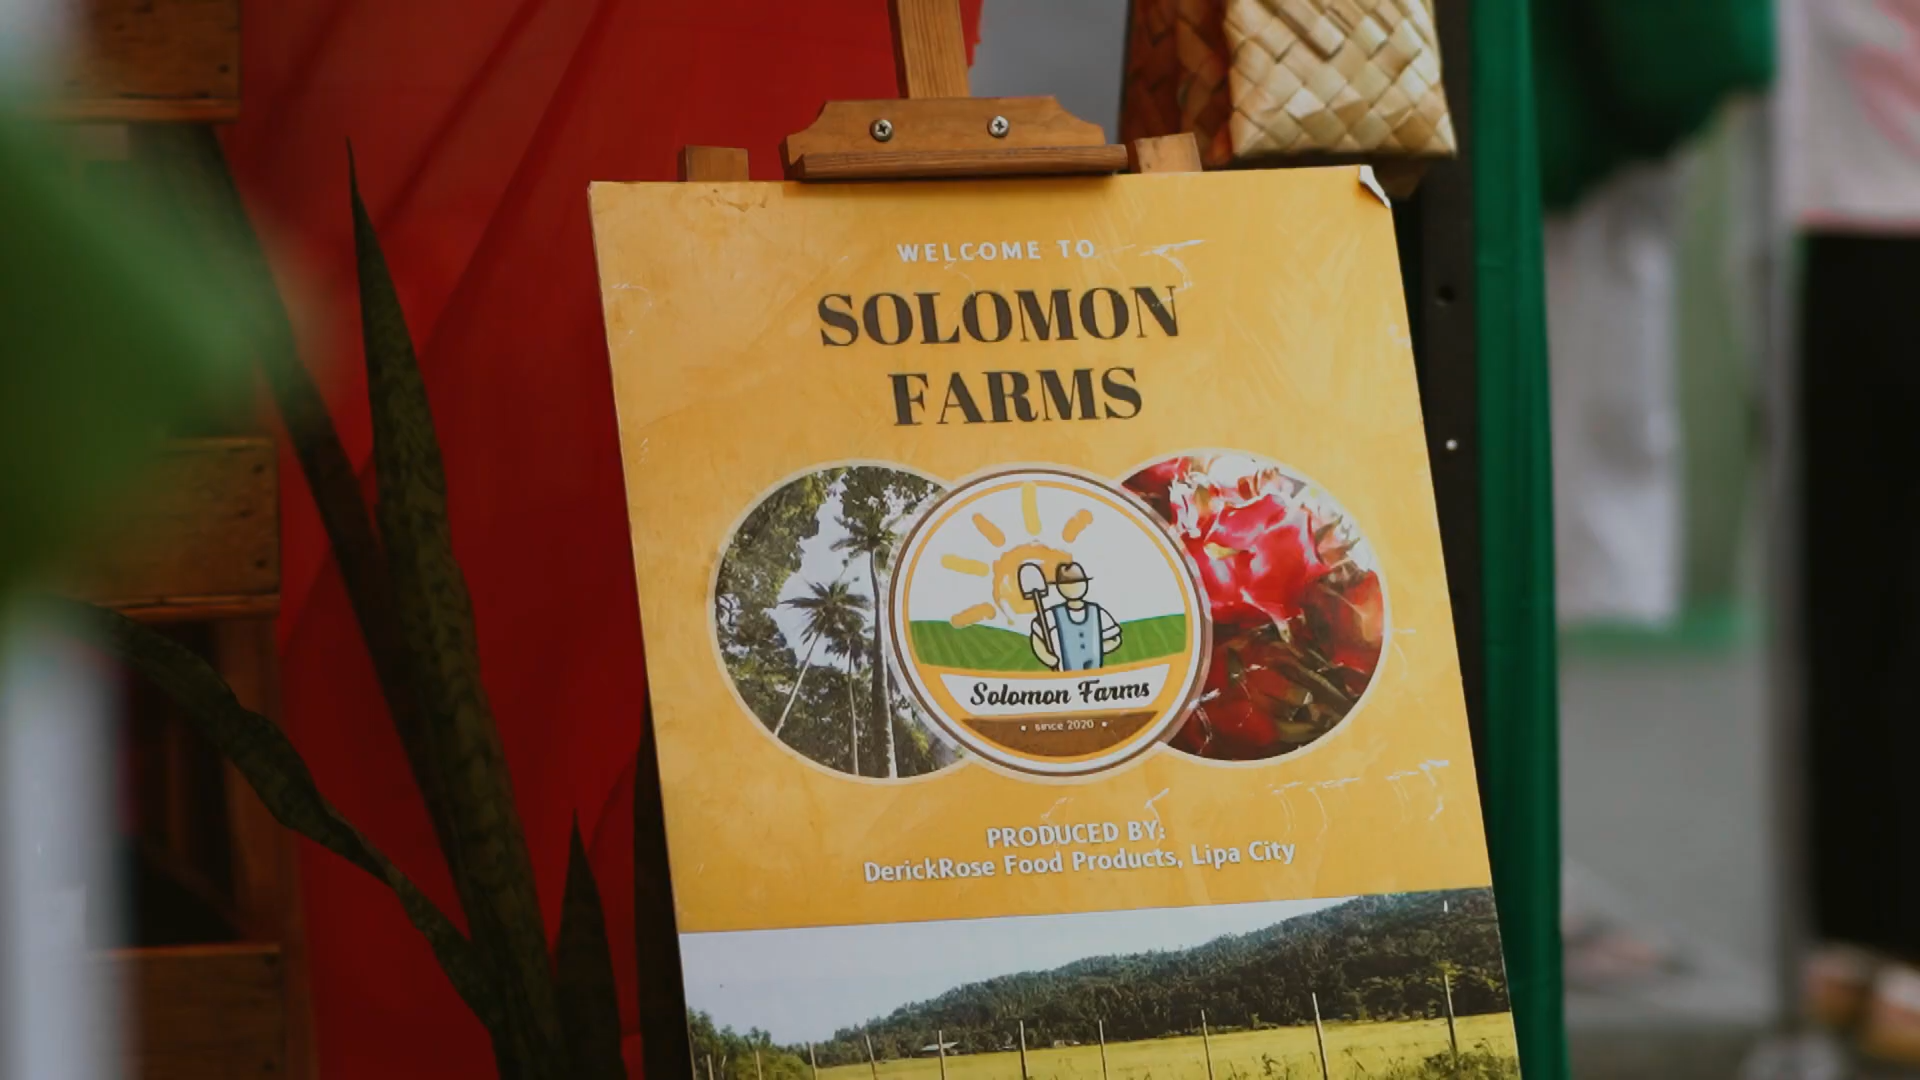 WELCOME TO
SOLOMON
FARMS
Solomon Farms
• since 2020 •
PRODUCED BY:
DerickRose Food Products, Lipa City